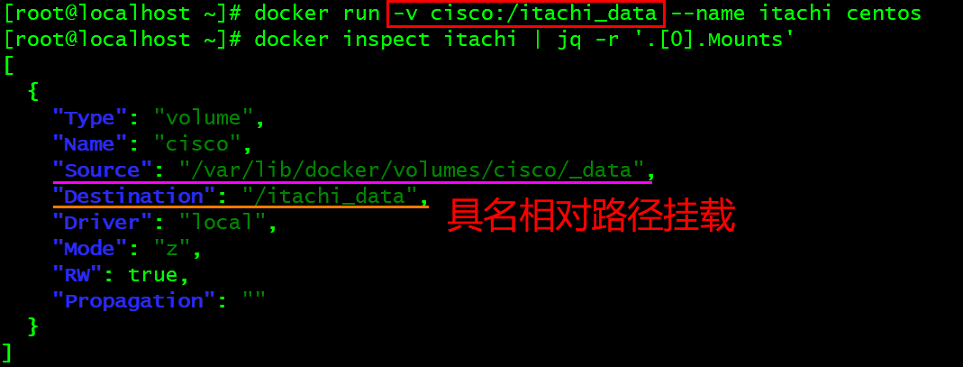 [root@localhost ~]# docker run -v cisco:/itachi_data --name itachi centos
[root@localhost ~]# docker inspect itachi | jq -r '.[0].Mounts'
[
  {
    "Type": "volume",
    "Name": "cisco",
    "Source": "/var/lib/docker/volumes/cisco/_data",
    "Destination": "/itachi_data",
    "Driver": "local",
    "Mode": "z",
    "RW": true,
    "Propagation": ""
  }
]
具名相对路径挂载